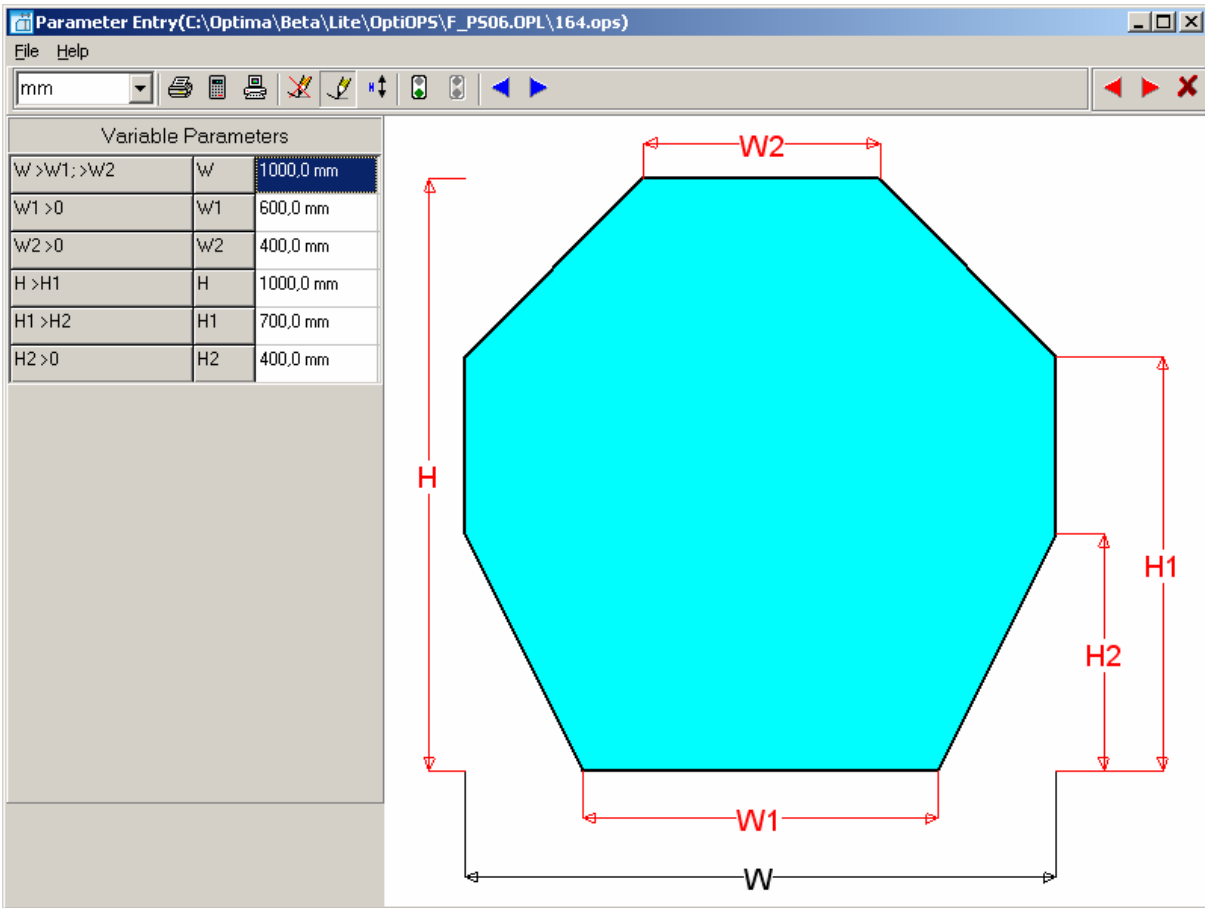 Parameter Entry(C:\Optima\Beta\Lite\OptiOPS\F_PS06.OPL\164.ops)
File Help
mm
Variable Parameters
W >W1; >W2 W 1000,0 mm
W1 >0 W1 600,0 mm
W2 >0 W2 400,0 mm
H >H1 H 1000,0 mm
H1 >H2 H1 700,0 mm
H2 >0 H2 400,0 mm
W2
H
H1
H2
W1
W